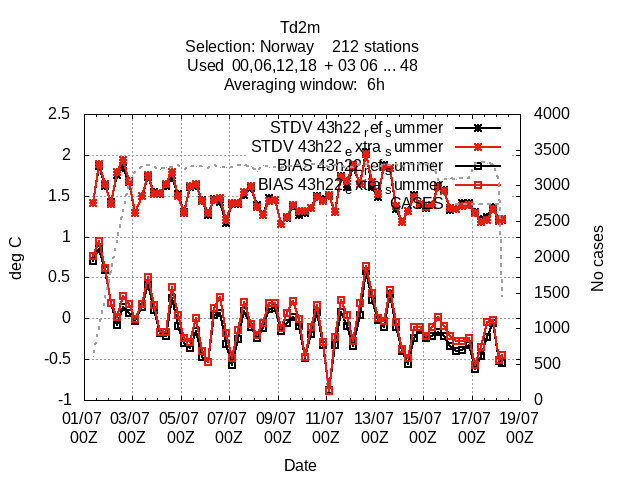 Td2m
Selection: Norway 212 stations
Used 00,06,12,18 + 03 06 ... 48
Averaging window: 6h
STDV 43h22refsummer
STDV 43h22extrasummer
BIAS 43h22refsummer
BIAS 43h22extrasummer
CASES
deg C
2.5
2
1.5
1
0.5
0
-0.5
-1
No cases
4000
3500
3000
2500
2000
1500
1000
500
0
01/07 03/07 05/07 07/07 09/07 11/07 13/07 15/07 17/07 19/07
00Z 00Z 00Z 00Z 00Z 00Z 00Z 00Z 00Z 00Z
Date